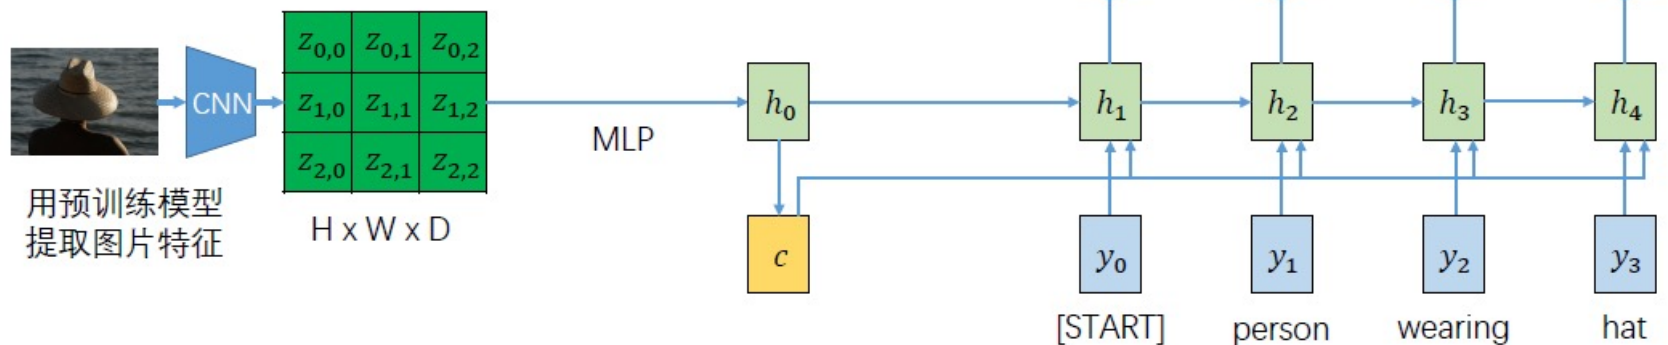 CNN
z0,0 z0,1 z0,2
z1,0 z1,1 z1,2
z2,0 z2,1 z2,2
用预训练模型
提取图片特征
H x W x D
MLP
h0 h1 h2 h3 h4
c y0 y1 y2 y3
[START] person wearing hat